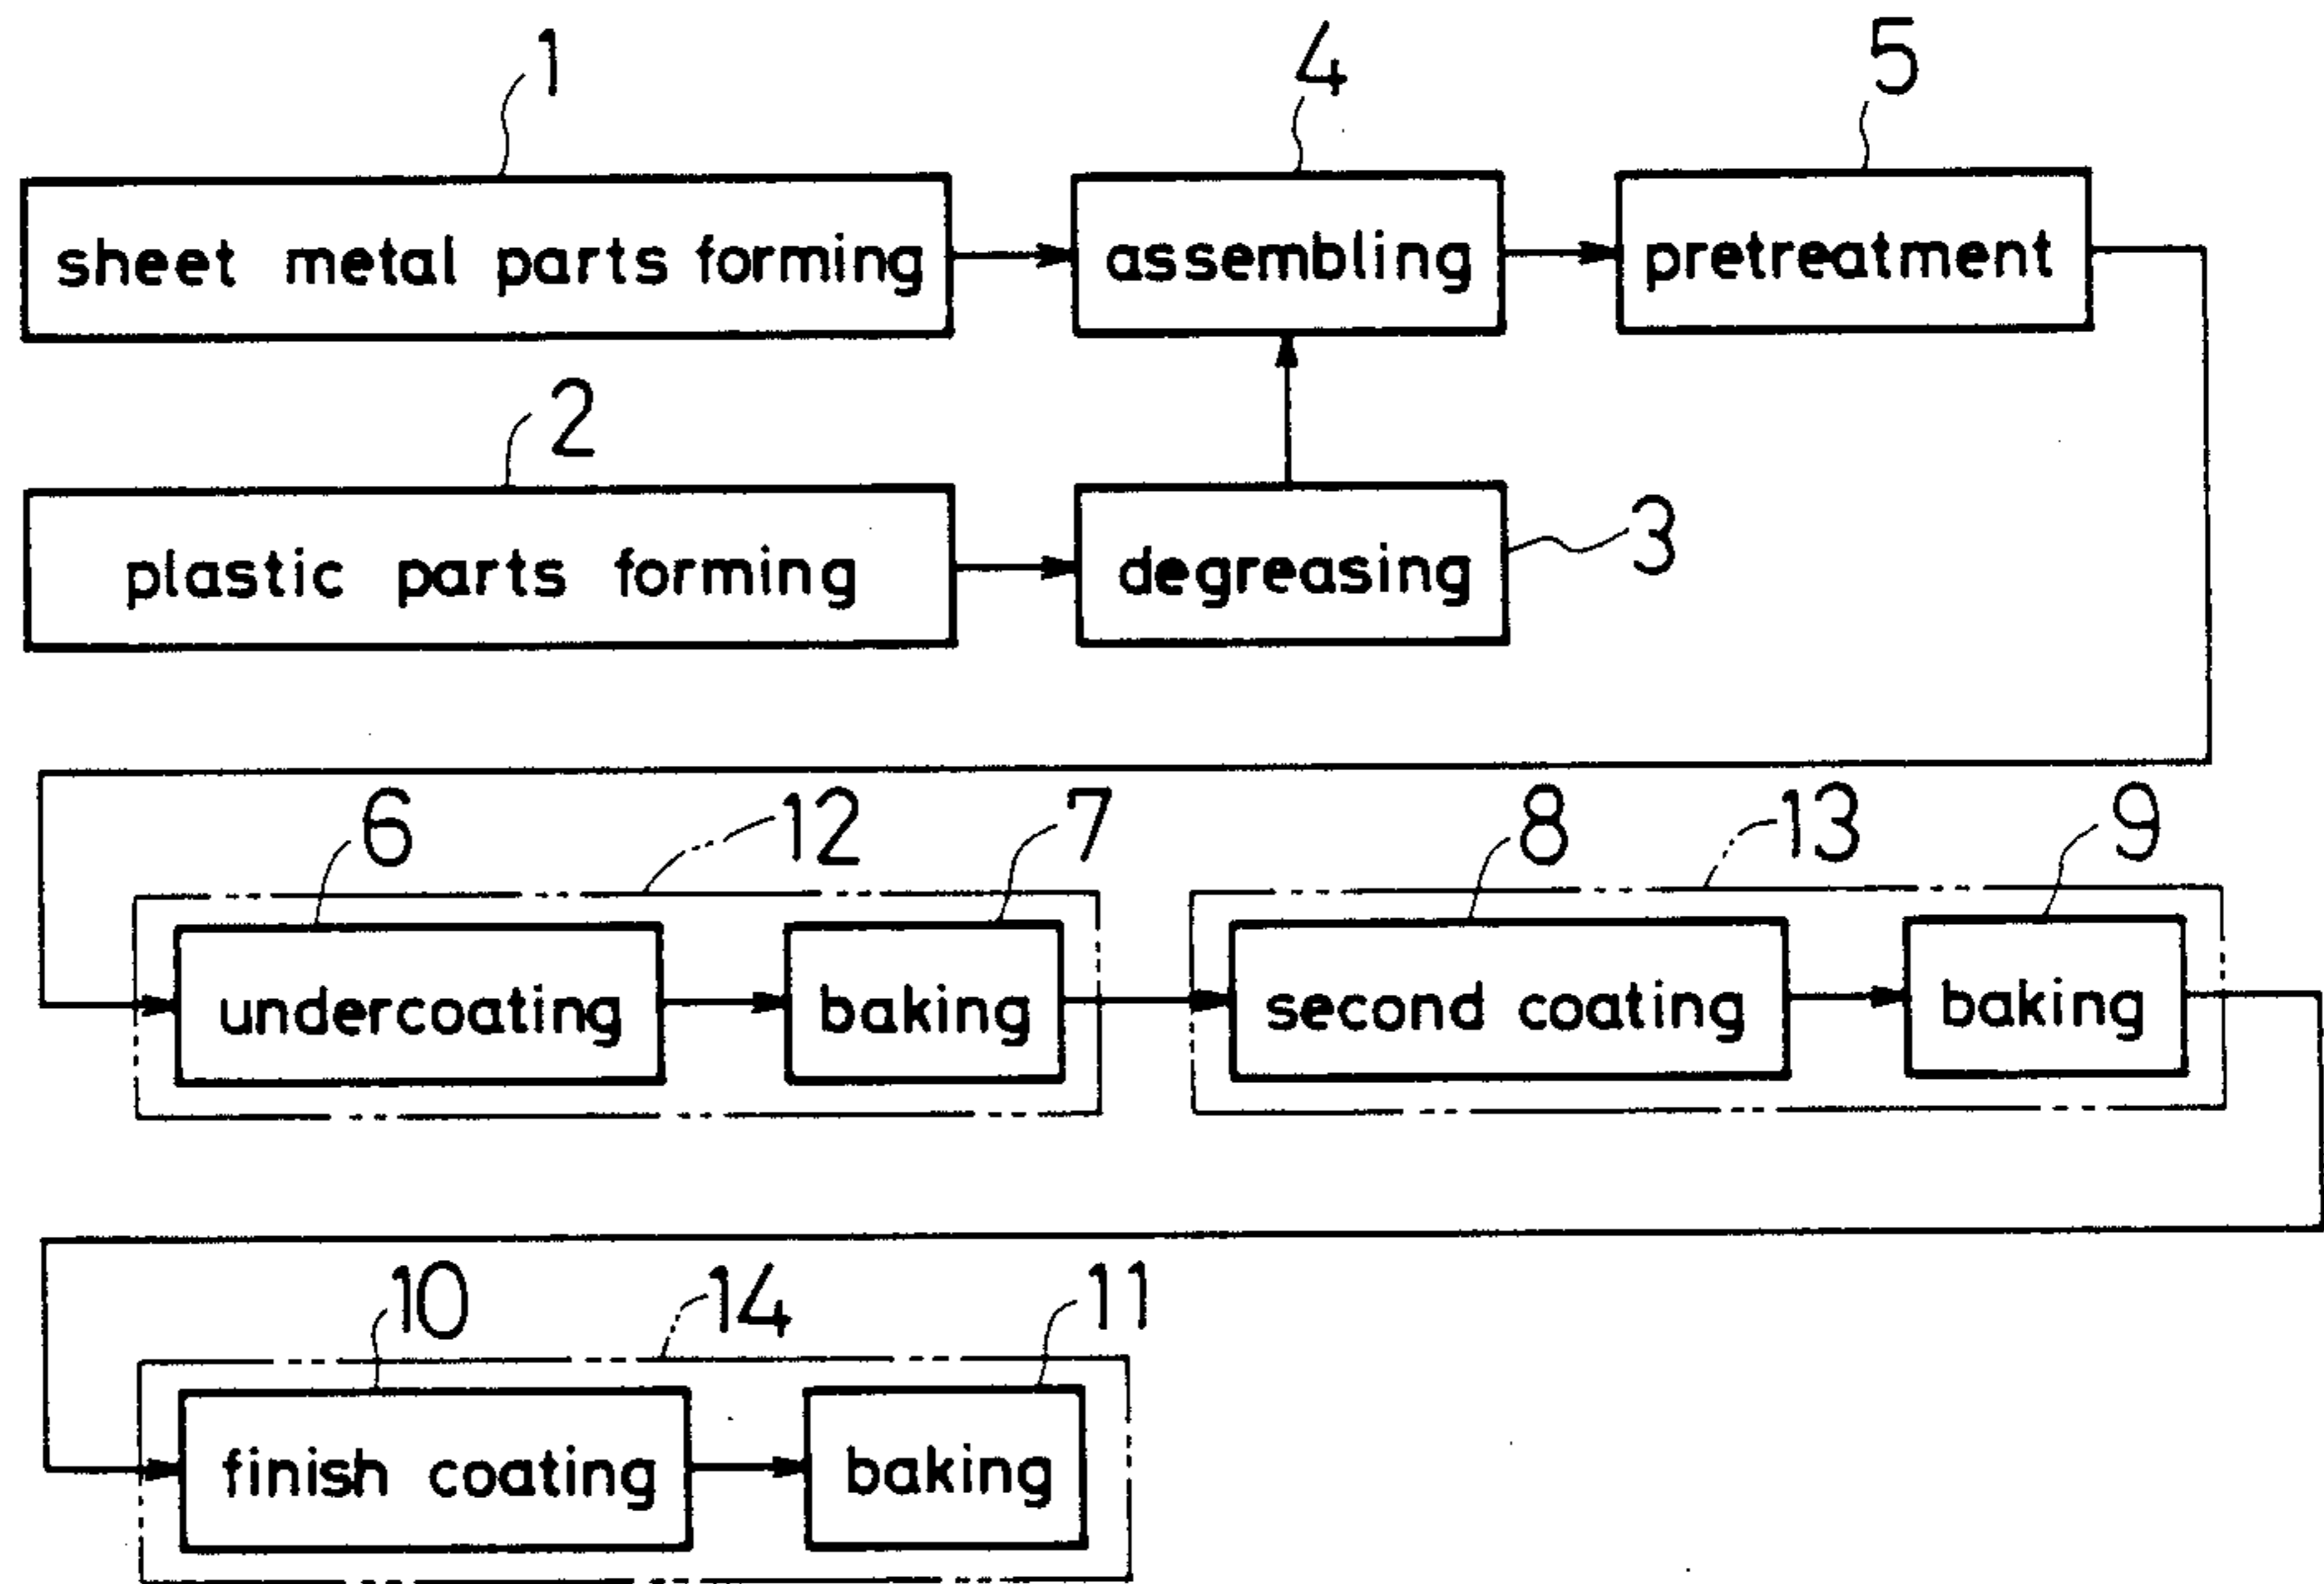 1 4 5
sheet metal parts forming assembling pretreatment
2 3
plastic parts forming degreasing
6 12 7 8 13 9
undercoating baking second coating baking
10 14 11
finish coating baking